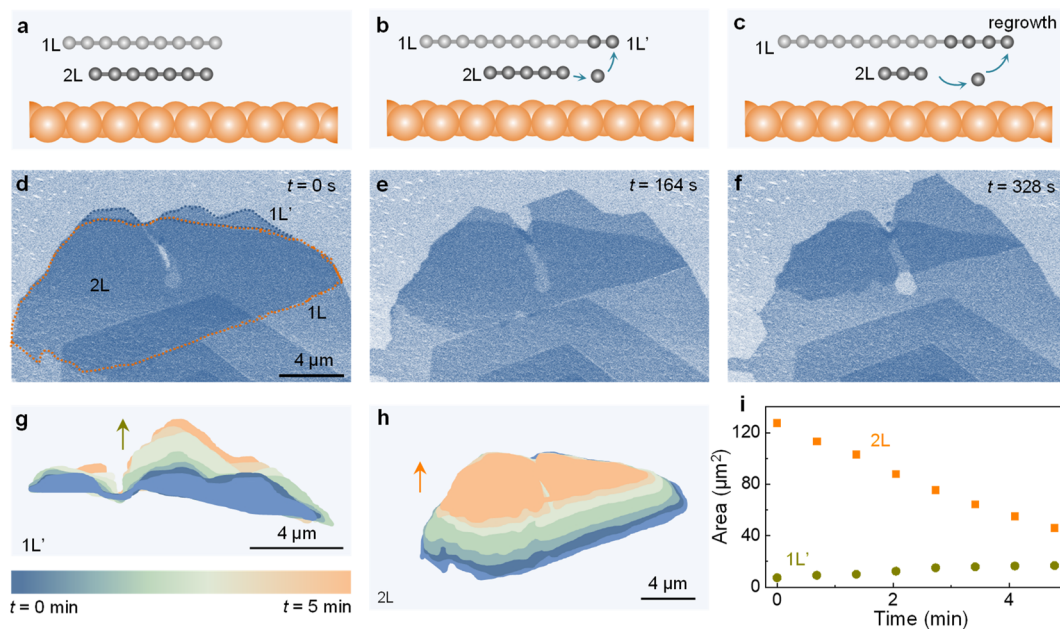 a
1L
2L
b
1L
1L'
2L
c
regrowth
1L
2L
d
t = 0 s
1L'
2L
1L
4 μm
e
t = 164 s
f
t = 328 s
g
4 μm
1L'
t = 0 min
t = 5 min
h
4 μm
2L
i
Area (μm²)
120
80
40
0
2L
1L'
0
2
4
Time (min)